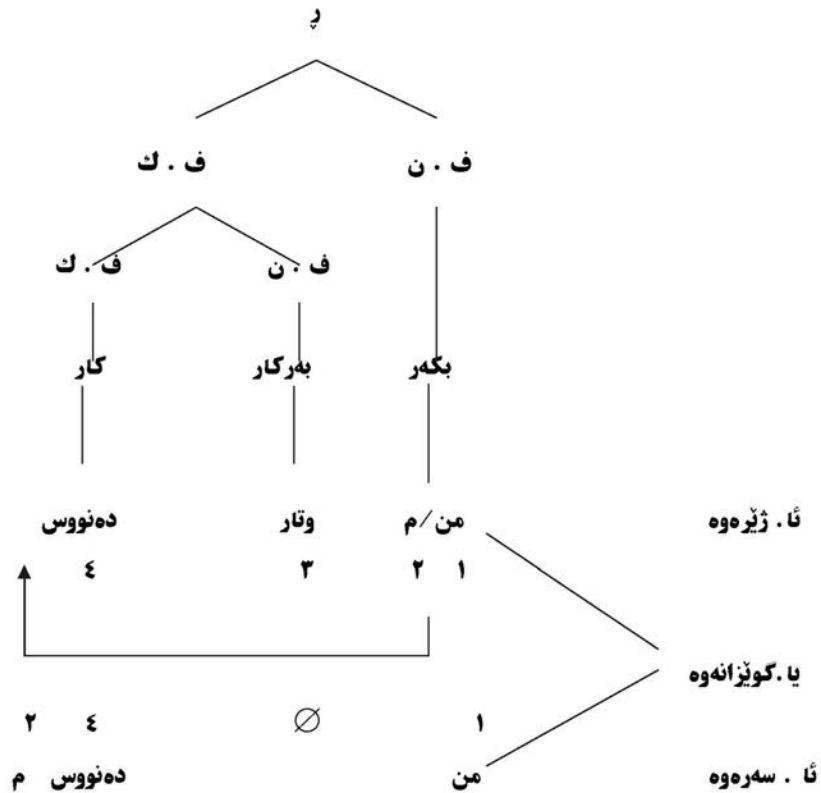 ڕ
ف . ن ف . ك
ف . ن ف . ك
بکەر بەرکار کار
ئا. ژێرەوە من/م وتار دەنووس
١ ٢ ٣ ٤
یا.گوێزانەوە
١ ∅ ٤ ٢
ئا . سەرەوە من دەنووس م